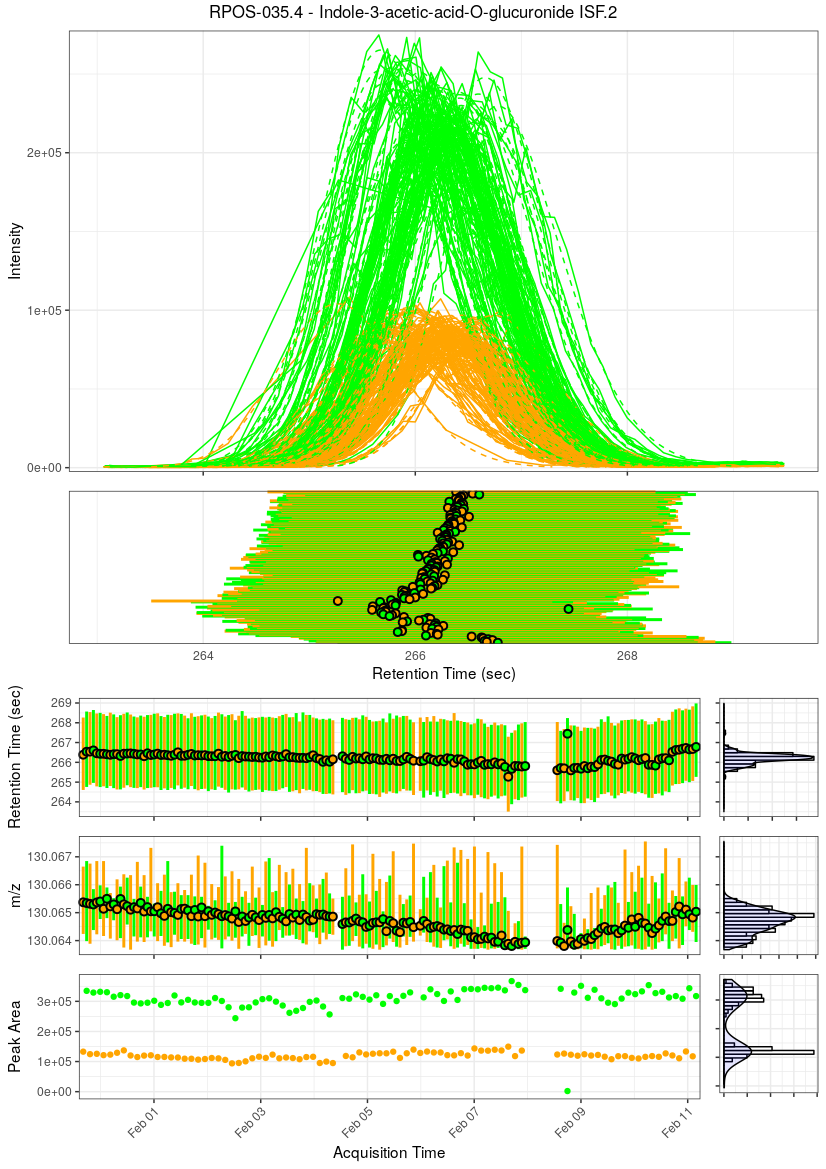 RPOS-035.4 - Indole-3-acetic-acid-O-glucuronide ISF.2
Intensity
2e+05
1e+05
0e+00
264
266
268
Retention Time (sec)
Retention Time (sec)
269
268
267
266
265
264
m/z
130.067
130.066
130.065
130.064
Peak Area
3e+05
2e+05
1e+05
0e+00
Feb 01
Feb 03
Feb 05
Feb 07
Feb 09
Feb 11
Acquisition Time